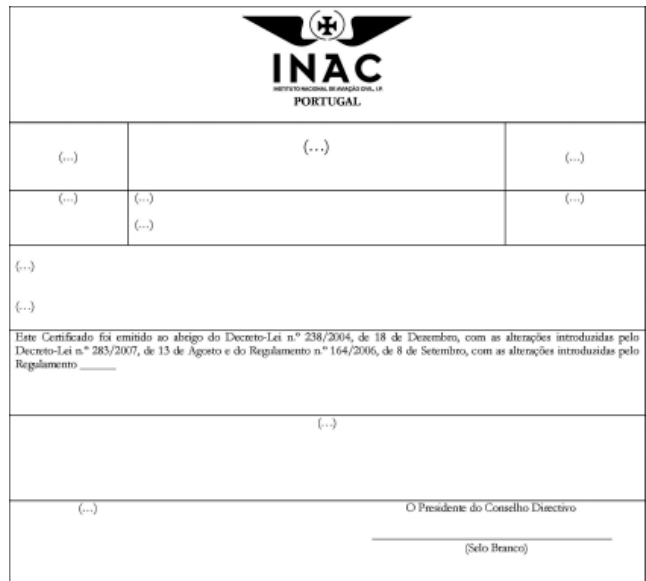 INAC
INSTITUTO NACIONAL DE AVIAÇÃO CIVIL, I.P.
PORTUGAL
(…) (…) (…)
(…) (…) (…)
(…)
(…)
(…)
Este Certificado foi emitido ao abrigo do Decreto-Lei n.º 238/2004, de 18 de Dezembro, com as alterações introduzidas pelo
Decreto-Lei n.º 283/2007, de 13 de Agosto e do Regulamento n.º 164/2006, de 8 de Setembro, com as alterações introduzidas pelo
Regulamento ______
(…)
(…) O Presidente do Conselho Directivo
(Selo Branco)